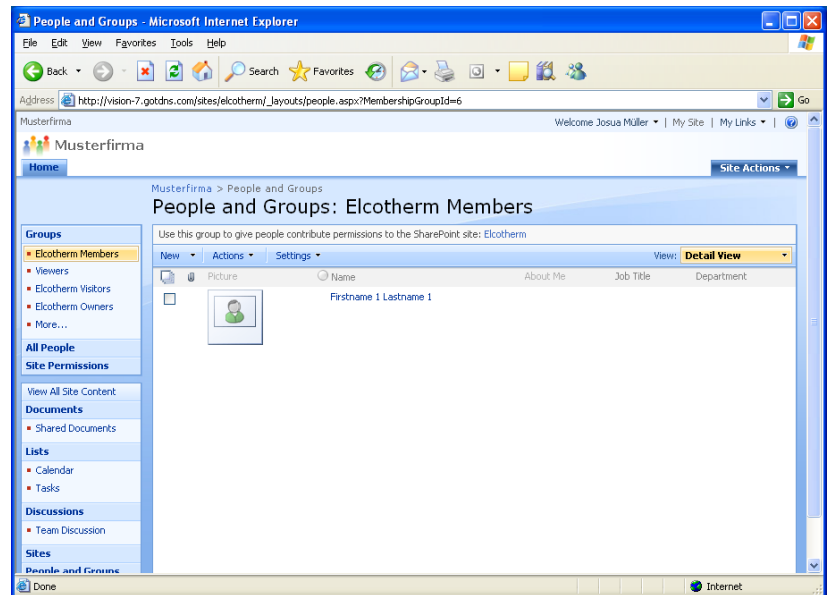 People and Groups - Microsoft Internet Explorer
File Edit View Favorites Tools Help
Back Search Favorites
Address http://vision-7.gotdns.com/sites/elcotherm/_layouts/people.aspx?MembershipGroupId=6 Go
Musterfirma Welcome Josua Müller | My Site | My Links |
Musterfirma
Home Site Actions
Musterfirma > People and Groups
People and Groups: Elcotherm Members
Groups
Use this group to give people contribute permissions to the SharePoint site: Elcotherm
Elcotherm Members
New Actions Settings View: Detail View
Viewers
Picture Name About Me Job Title Department
Elcotherm Visitors
Firstname 1 Lastname 1
Elcotherm Owners
More...
All People
Site Permissions
View All Site Content
Documents
Shared Documents
Lists
Calendar
Tasks
Discussions
Team Discussion
Sites
People and Groups
Done Internet